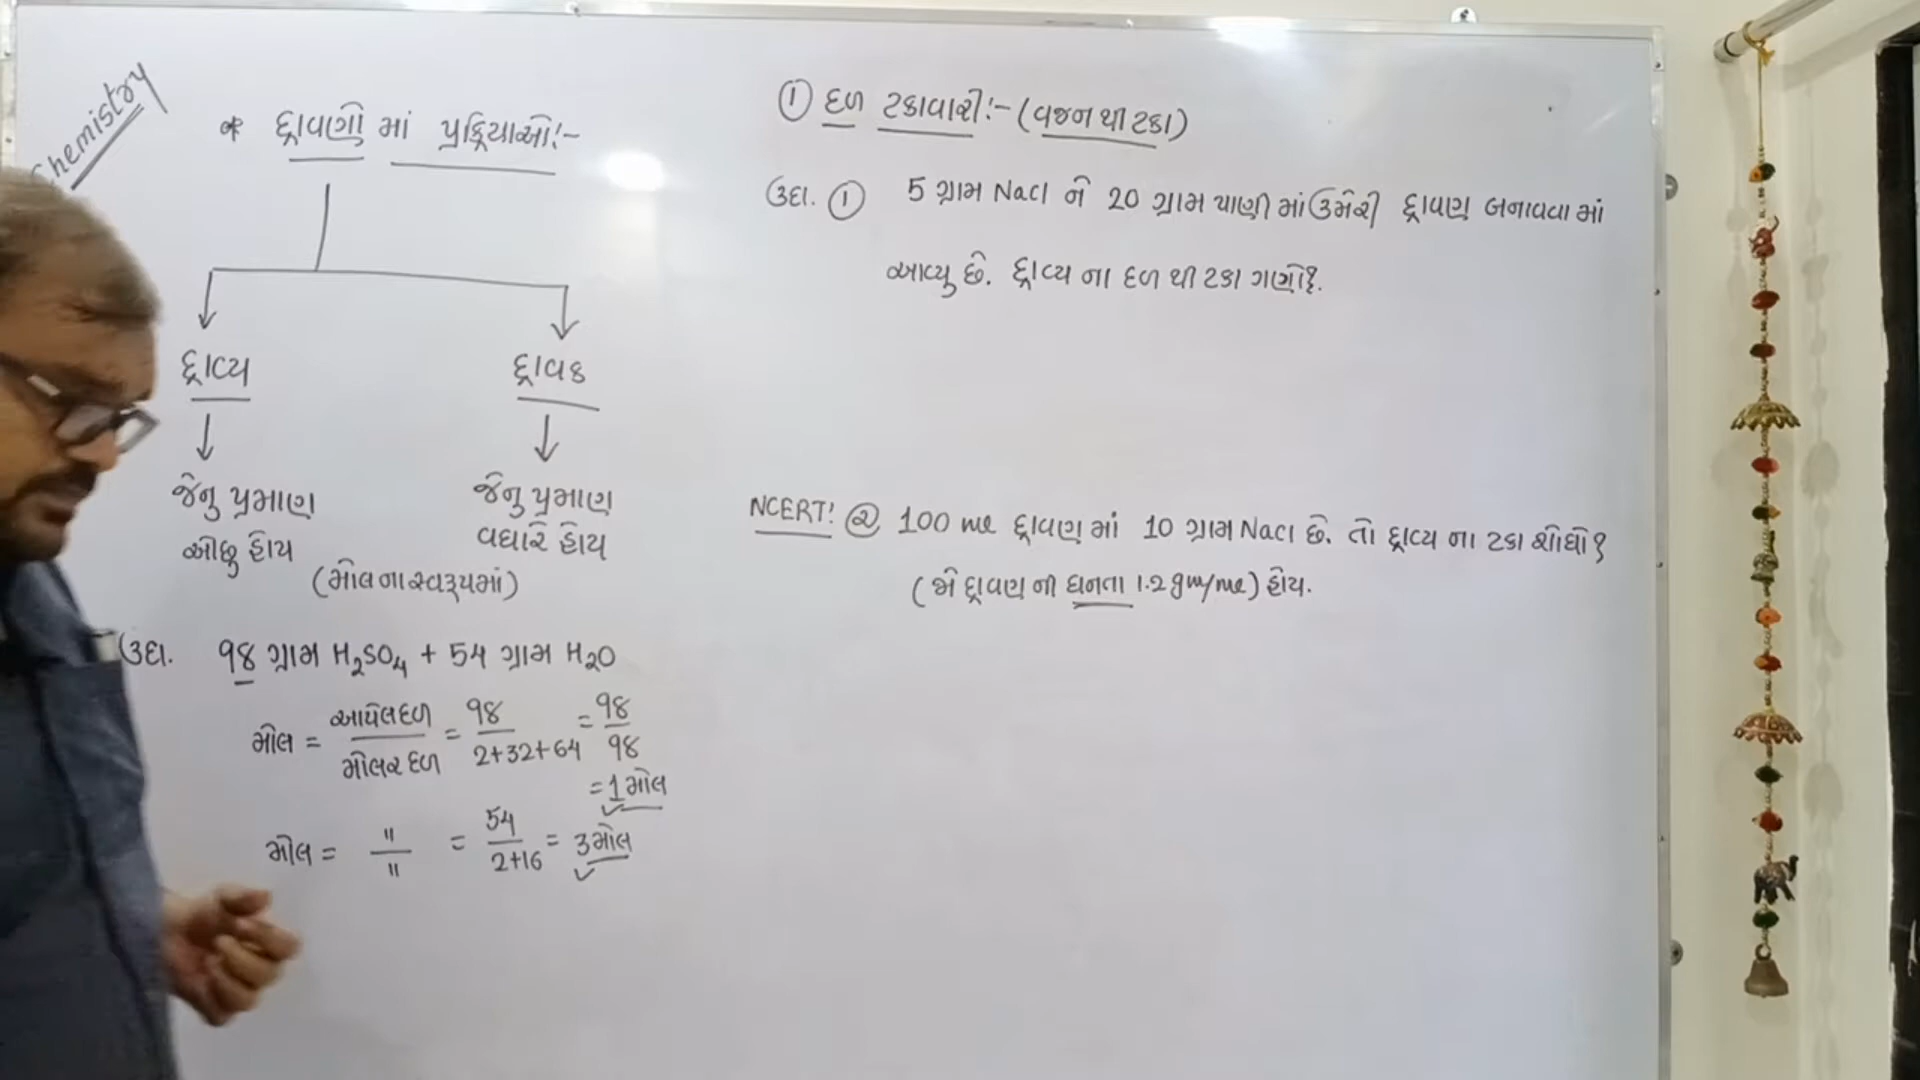 Chemistry
* દ્રાવણો માં પ્રક્રિયાઓ:-
દ્રાવ્ય
દ્રાવક
જેનુ પ્રમાણ
ઓછુ હોય
જેનુ પ્રમાણ
વધારે હોય
(મોલ ના સ્વરૂપમાં)
ઉદા. 98 ગ્રામ H₂SO₄ + 54 ગ્રામ H₂O
મોલ = આપેલ દળ / મોલર દળ = 98 / 2+32+64 = 98 / 98
= 1 મોલ
મોલ = " / " = 54 / 2+16 = 3 મોલ
① દળ ટકાવારી:- (વજન થી ટકા)
ઉદા. ① 5 ગ્રામ NaCl ને 20 ગ્રામ પાણી માં ઉમેરી દ્રાવણ બનાવવા માં
આવ્યુ છે. દ્રાવ્ય ના દળ થી ટકા ગણો?.
NCERT: ② 100 ml દ્રાવણ માં 10 ગ્રામ NaCl છે. તો દ્રાવ્ય ના ટકા શોધો?
(જો દ્રાવણ ની ઘનતા 1.2 gm/ml) હોય.